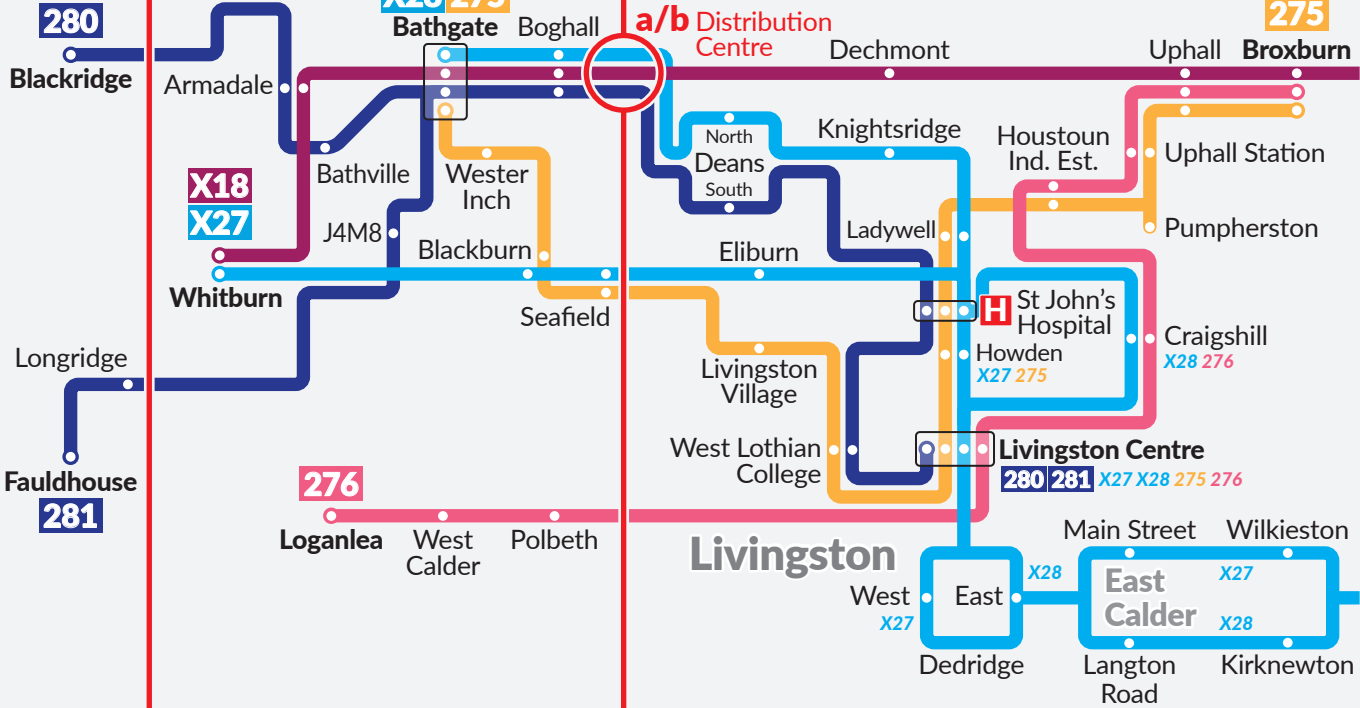 280
Blackridge
X28 275
Bathgate
Boghall
a/b Distribution
Centre
Dechmont
Uphall
275
Broxburn
Armadale
Bathville
Wester
Inch
North
Deans
South
Knightsridge
Houstoun
Ind. Est.
Uphall Station
X18
X27
J4M8
Blackburn
Eliburn
Ladywell
Pumpherston
Whitburn
Seafield
H St John's
Hospital
Longridge
Livingston
Village
Howden
X27 275
Craigshill
X28 276
Fauldhouse
281
West Lothian
College
Livingston Centre
280 281 X27 X28 275 276
276
Loganlea
West
Calder
Polbeth
Livingston
Main Street
Wilkieston
West
X27
East
X28
East
Calder
X27
X28
Dedridge
Langton
Road
Kirknewton